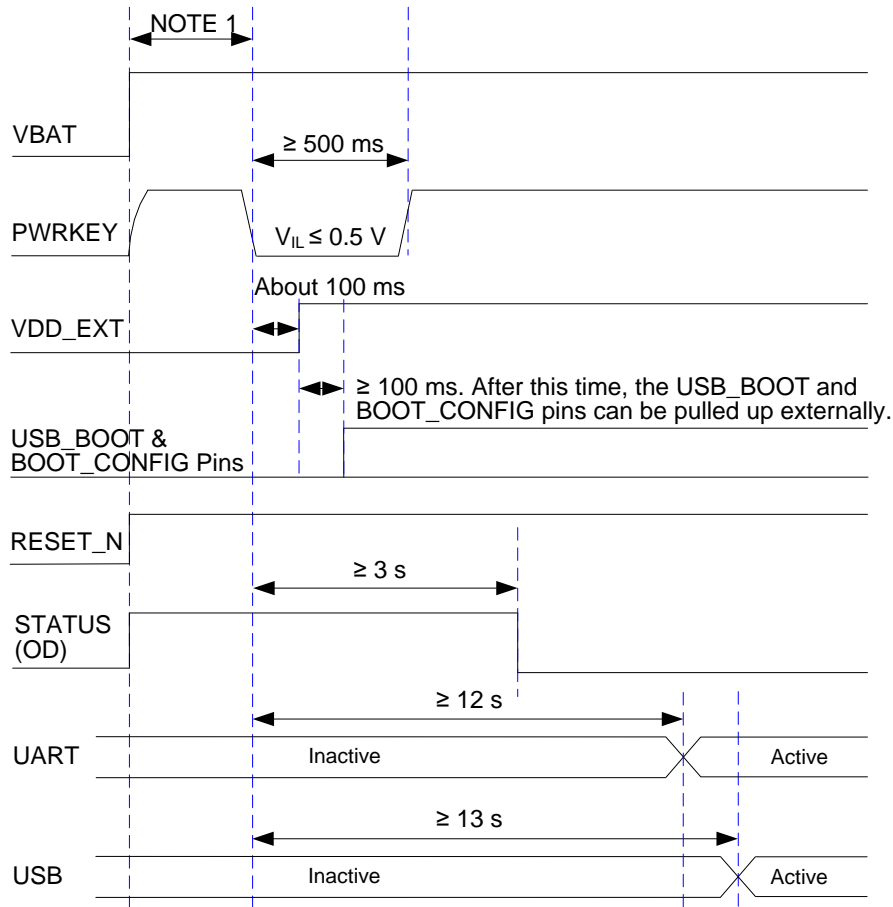 NOTE 1
VBAT
≥ 500 ms
PWRKEY
VIL ≤ 0.5 V
About 100 ms
VDD_EXT
≥ 100 ms. After this time, the USB_BOOT and
BOOT_CONFIG pins can be pulled up externally.
USB_BOOT &
BOOT_CONFIG Pins
RESET_N
≥ 3 s
STATUS
(OD)
≥ 12 s
UART
Inactive
Active
≥ 13 s
USB
Inactive
Active